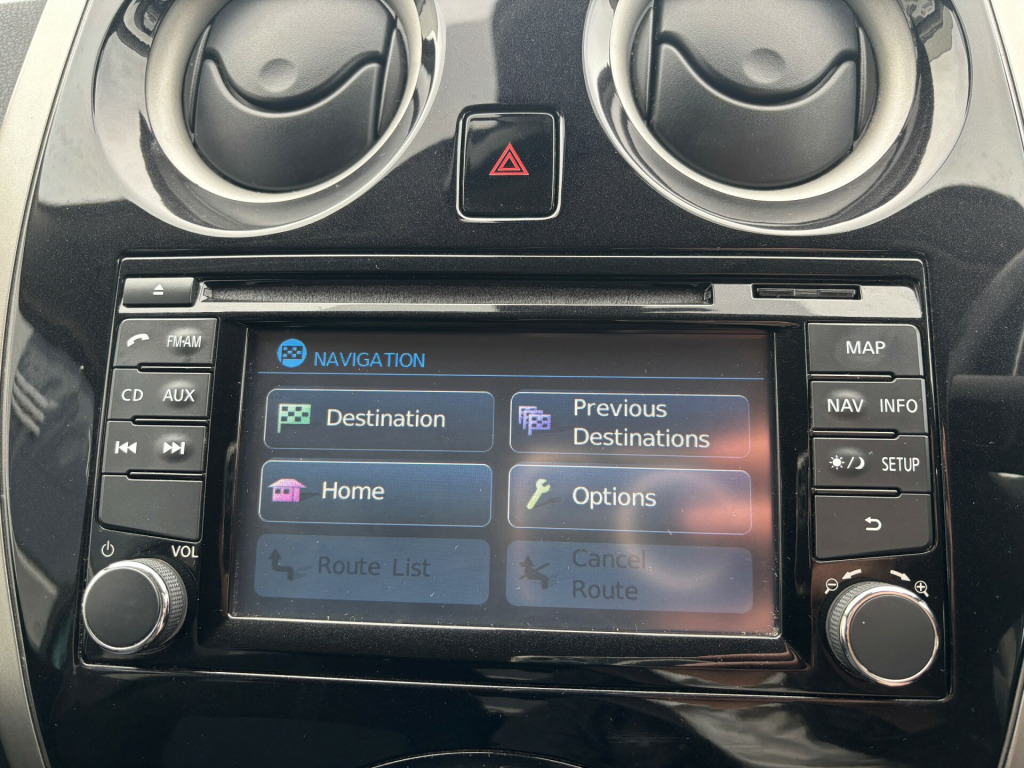 FM·AM
CD AUX
VOL
NAVIGATION
Destination
Previous
Destinations
Home
Options
Route List
Cancel
Route
MAP
NAV INFO
SETUP